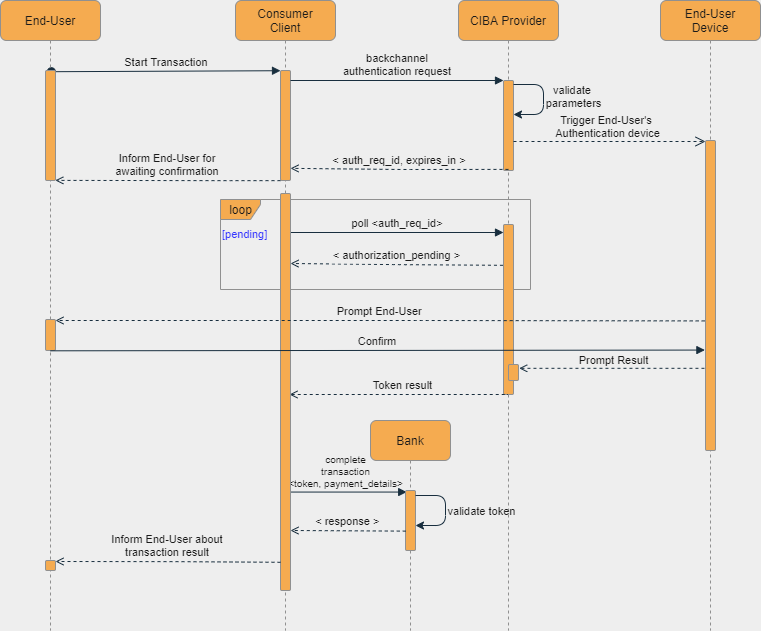 End-User
Consumer
Client
CIBA Provider
End-User
Device
Start Transaction
backchannel
authentication request
validate
parameters
Trigger End-User's
Authentication device
< auth_req_id, expires_in >
Inform End-User for
awaiting confirmation
loop
[pending]
poll <auth_req_id>
< authorization_pending >
Prompt End-User
Confirm
Prompt Result
Token result
Bank
complete
transaction
<token, payment_details>
validate token
< response >
Inform End-User about
transaction result